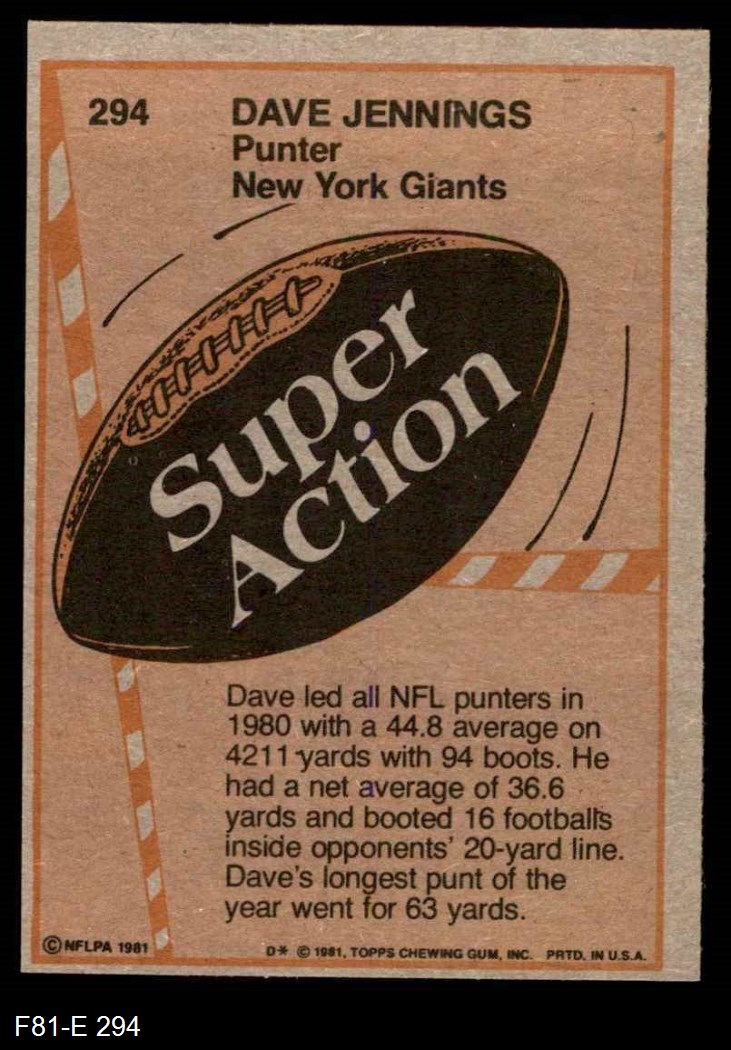 294
DAVE JENNINGS
Punter
New York Giants
Super
Action
Dave led all NFL punters in
1980 with a 44.8 average on
4211 yards with 94 boots. He
had a net average of 36.6
yards and booted 16 footballs
inside opponents' 20-yard line.
Dave's longest punt of the
year went for 63 yards.
©NFLPA 1981
D* © 1981, TOPPS CHEWING GUM, INC. PRTD. IN U.S.A.
F81-E 294